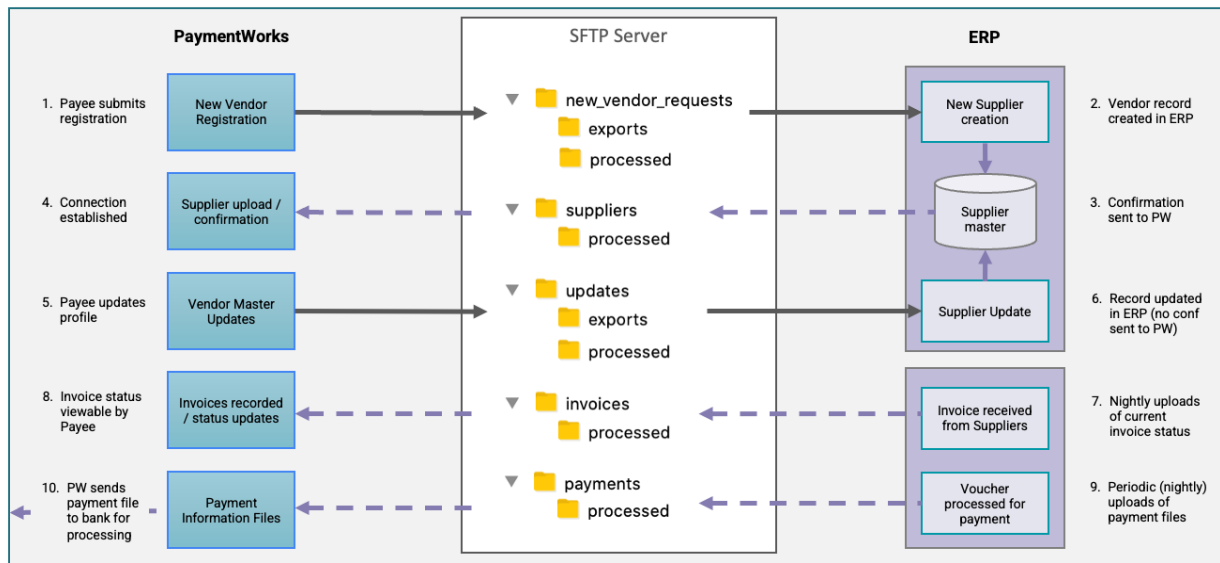 PaymentWorks
SFTP Server
ERP
1. Payee submits
registration
New Vendor
Registration
new_vendor_requests
exports
processed
New Supplier
creation
2. Vendor record
created in ERP
4. Connection
established
Supplier upload /
confirmation
suppliers
processed
Supplier
master
3. Confirmation
sent to PW
5. Payee updates
profile
Vendor Master
Updates
updates
exports
processed
Supplier Update
6. Record updated
in ERP (no conf
sent to PW)
8. Invoice status
viewable by
Payee
Invoices recorded
/ status updates
invoices
processed
Invoice received
from Suppliers
7. Nightly uploads
of current
invoice status
10. PW sends
payment file
to bank for
processing
Payment
Information Files
payments
processed
Voucher
processed for
payment
9. Periodic (nightly)
uploads of
payment files